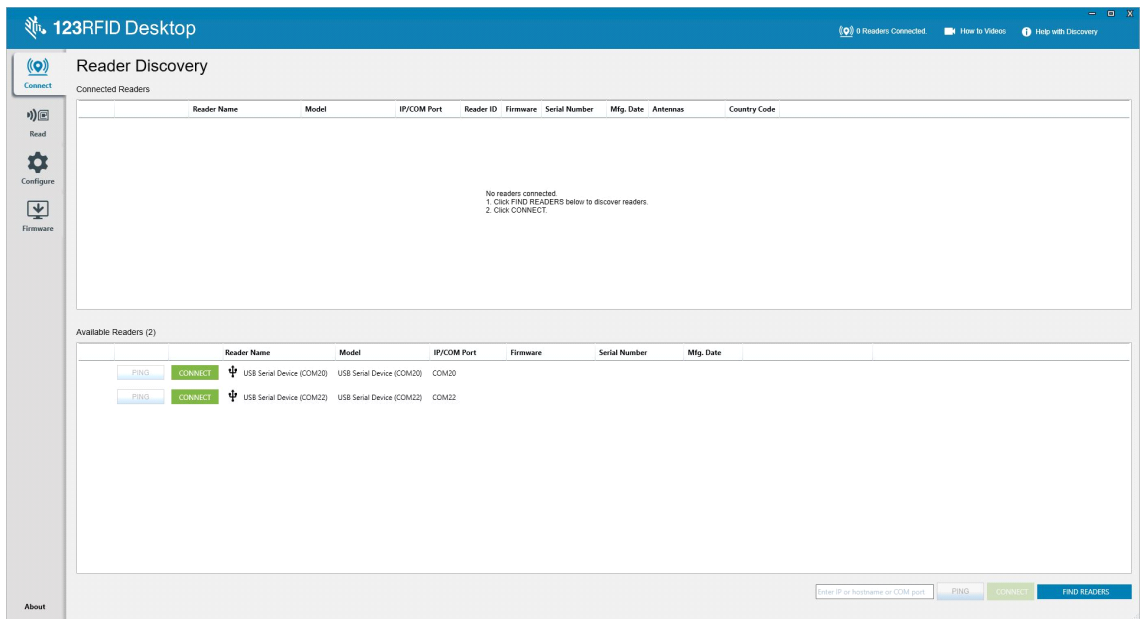 123RFID Desktop
0 Readers Connected.
How to Videos
Help with Discovery
Connect
Read
Configure
Firmware
About
Reader Discovery
Connected Readers
Reader Name Model IP/COM Port Reader ID Firmware Serial Number Mfg. Date Antennas Country Code
No readers connected.
1. Click FIND READERS below to discover readers.
2. Click CONNECT.
Available Readers (2)
Reader Name Model IP/COM Port Firmware Serial Number Mfg. Date
PING CONNECT USB Serial Device (COM20) USB Serial Device (COM20) COM20
PING CONNECT USB Serial Device (COM22) USB Serial Device (COM22) COM22
Enter IP or hostname or COM port PING CONNECT FIND READERS